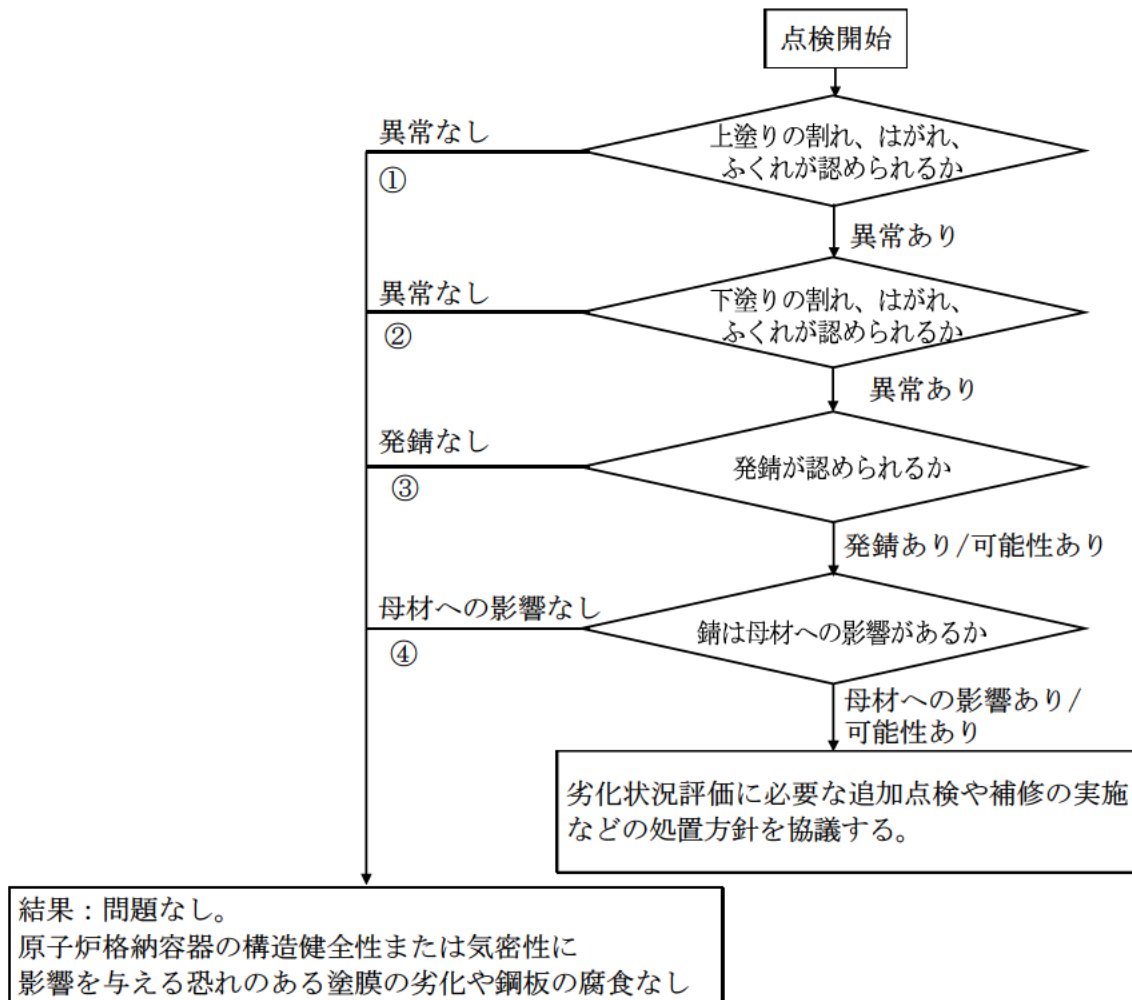 点検開始
上塗りの割れ、はがれ、
ふくれが認められるか
異常なし
①
異常あり
下塗りの割れ、はがれ、
ふくれが認められるか
異常なし
②
異常あり
発錆が認められるか
発錆なし
③
発錆あり/可能性あり
錆は母材への影響があるか
母材への影響なし
④
母材への影響あり/
可能性あり
劣化状況評価に必要な追加点検や補修の実施
などの処置方針を協議する。
結果：問題なし。
原子炉格納容器の構造健全性または気密性に
影響を与える恐れのある塗膜の劣化や鋼板の腐食なし